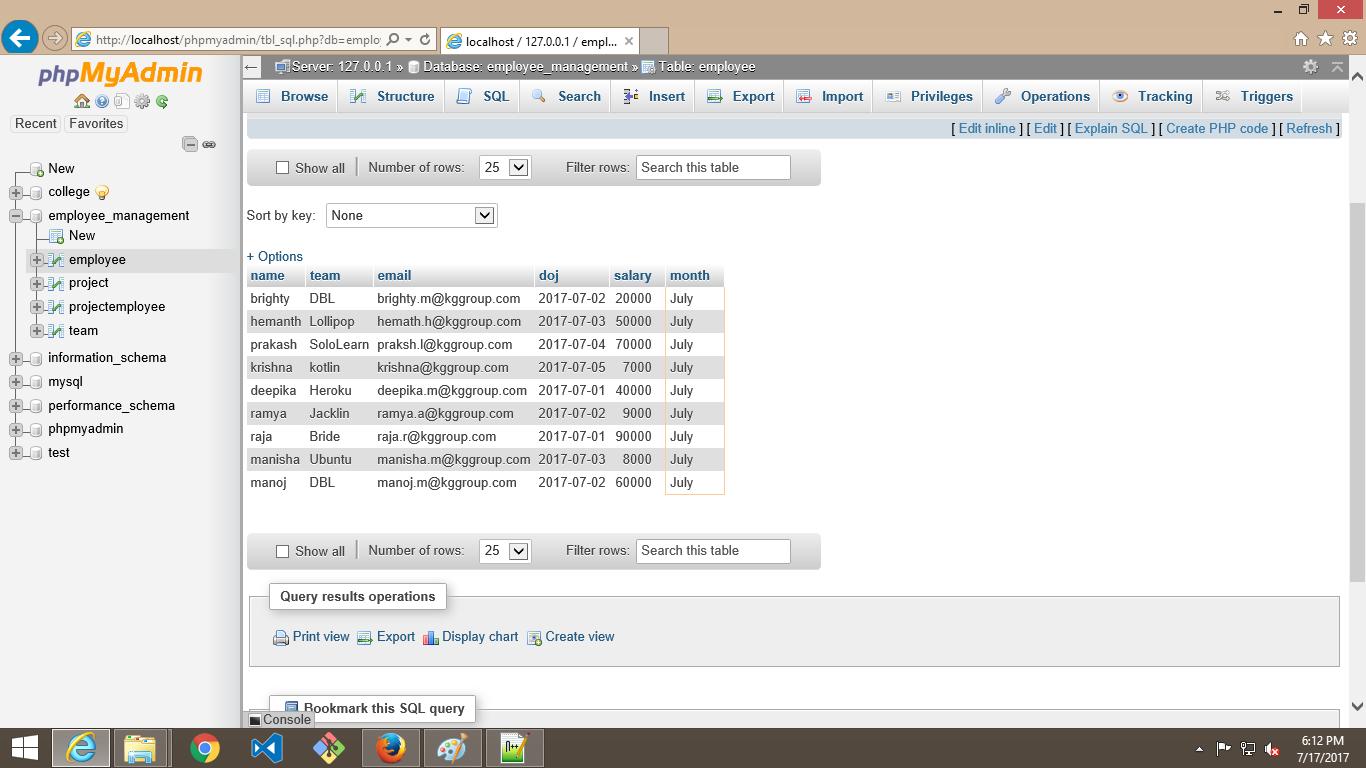 http://localhost/phpmyadmin/tbl_sql.php?db=emplo
localhost / 127.0.0.1 / empl...
phpMyAdmin
Server: 127.0.0.1 » Database: employee_management » Table: employee
Browse Structure SQL Search Insert Export Import Privileges Operations Tracking Triggers
Recent Favorites
[ Edit inline ] [ Edit ] [ Explain SQL ] [ Create PHP code ] [ Refresh ]
New
college
employee_management
New
employee
project
projectemployee
team
information_schema
mysql
performance_schema
phpmyadmin
test
Show all Number of rows: 25 Filter rows: Search this table
Sort by key: None
+ Options
name team email doj salary month
brighty DBL brighty.m@kggroup.com 2017-07-02 20000 July
hemanth Lollipop hemath.h@kggroup.com 2017-07-03 50000 July
prakash SoloLearn praksh.l@kggroup.com 2017-07-04 70000 July
krishna kotlin krishna@kggroup.com 2017-07-05 7000 July
deepika Heroku deepika.m@kggroup.com 2017-07-01 40000 July
ramya Jacklin ramya.a@kggroup.com 2017-07-02 9000 July
raja Bride raja.r@kggroup.com 2017-07-01 90000 July
manisha Ubuntu manisha.m@kggroup.com 2017-07-03 8000 July
manoj DBL manoj.m@kggroup.com 2017-07-02 60000 July
Show all Number of rows: 25 Filter rows: Search this table
Query results operations
Print view Export Display chart Create view
Bookmark this SQL query
Console
6:12 PM
7/17/2017